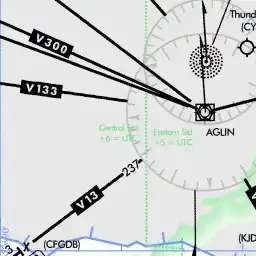 Thund
(CY
V300
V133
AGLIN
Central Std
+6 = UTC
Eastern Std
+5 = UTC
237
V13
(CFGDB)
(KJD